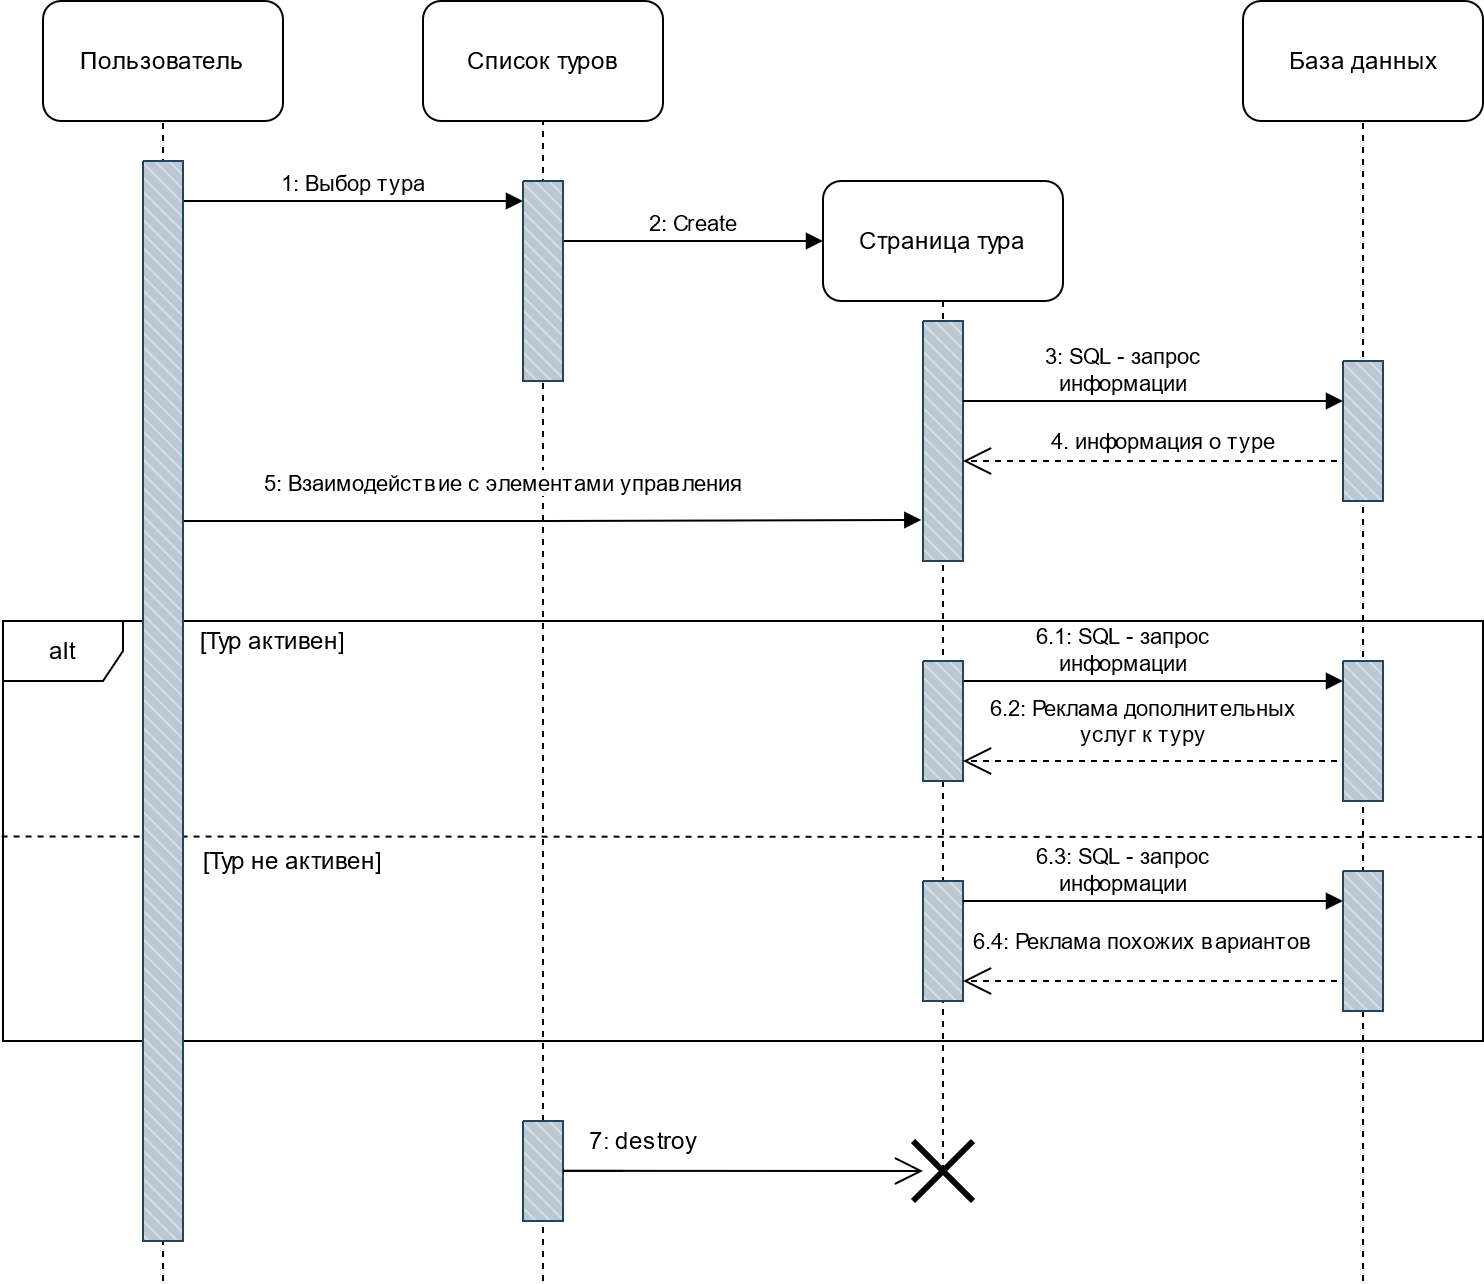 Пользователь
Список туров
База данных
1: Выбор тура
2: Create
Страница тура
3: SQL - запрос
информации
4. информация о туре
5: Взаимодействие с элементами управления
alt
[Тур активен]
6.1: SQL - запрос
информации
6.2: Реклама дополнительных
услуг к туру
[Тур не активен]
6.3: SQL - запрос
информации
6.4: Реклама похожих вариантов
7: destroy